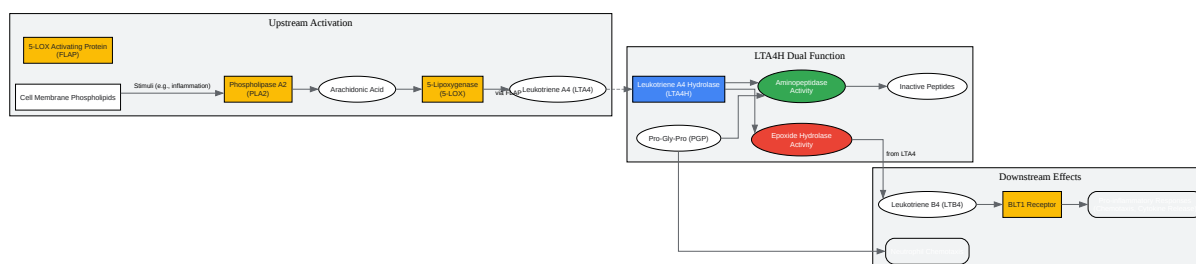 Upstream Activation
5-LOX Activating Protein
(FLAP)
Cell Membrane Phospholipids
Stimuli (e.g., inflammation)
Phospholipase A2
(PLA2)
Arachidonic Acid
5-Lipoxygenase
(5-LOX)
via FLAP
Leukotriene A4 (LTA4)
LTA4H Dual Function
Leukotriene A4 Hydrolase
(LTA4H)
Aminopeptidase
Activity
Inactive Peptides
Pro-Gly-Pro (PGP)
Epoxide Hydrolase
Activity
from LTA4
Downstream Effects
Leukotriene B4 (LTB4)
BLT1 Receptor